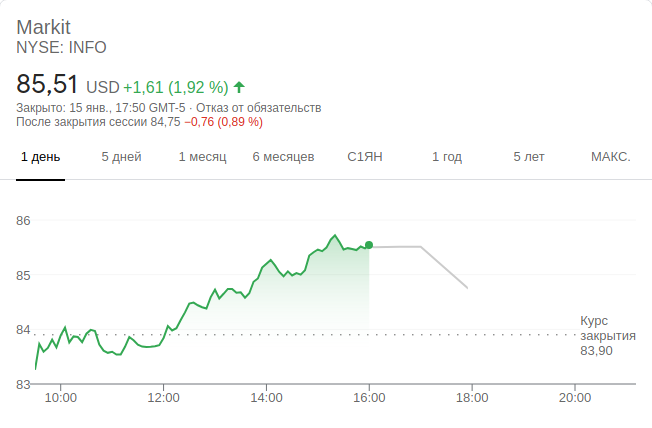 Markit
NYSE: INFO
85,51 USD +1,61 (1,92 %)
Закрыто: 15 янв., 17:50 GMT-5 · Отказ от обязательств
После закрытия сессии 84,75 −0,76 (0,89 %)
1 день 5 дней 1 месяц 6 месяцев С1ЯН 1 год 5 лет МАКС.
86
85
84
Курс
закрытия
83,90
83
10:00 12:00 14:00 16:00 18:00 20:00